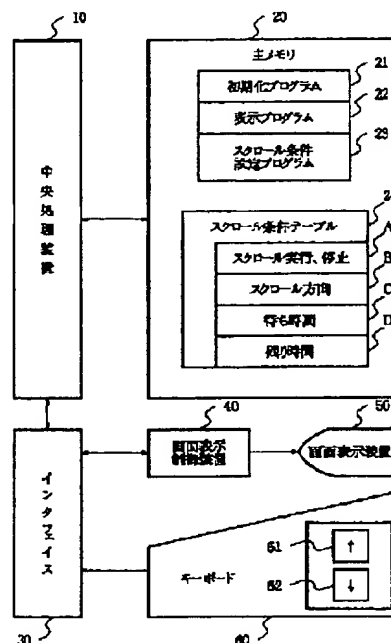 10
20
主メモリ
21
初期化プログラム
22
表示プログラム
23
スクロール条件
設定プログラム
中央処理装置
2
スクロール条件テーブル
A
スクロール実行、停止
B
スクロール方向
C
待ち時間
D
残り時間
40
50
画面表示
制御装置
画面表示装置
インタフェイス
キーボード
61
↑
62
↓
30
60